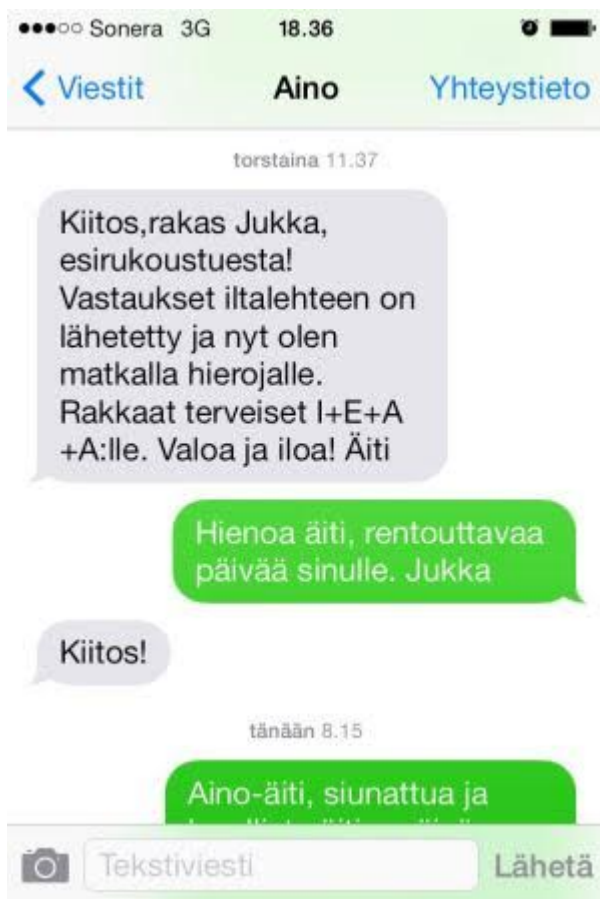 Sonera 3G 18.36
Viestit Aino Yhteystieto
torstaina 11.37
Kiitos,rakas Jukka,
esirukoustuesta!
Vastaukset iltalehteen on
lähetetty ja nyt olen
matkalla hierojalle.
Rakkaat terveiset I+E+A
+A:lle. Valoa ja iloa! Äiti
Hienoa äiti, rentouttavaa
päivää sinulle. Jukka
Kiitos!
tänään 8.15
Aino-äiti, siunattua ja
Tekstiviesti Lähetä